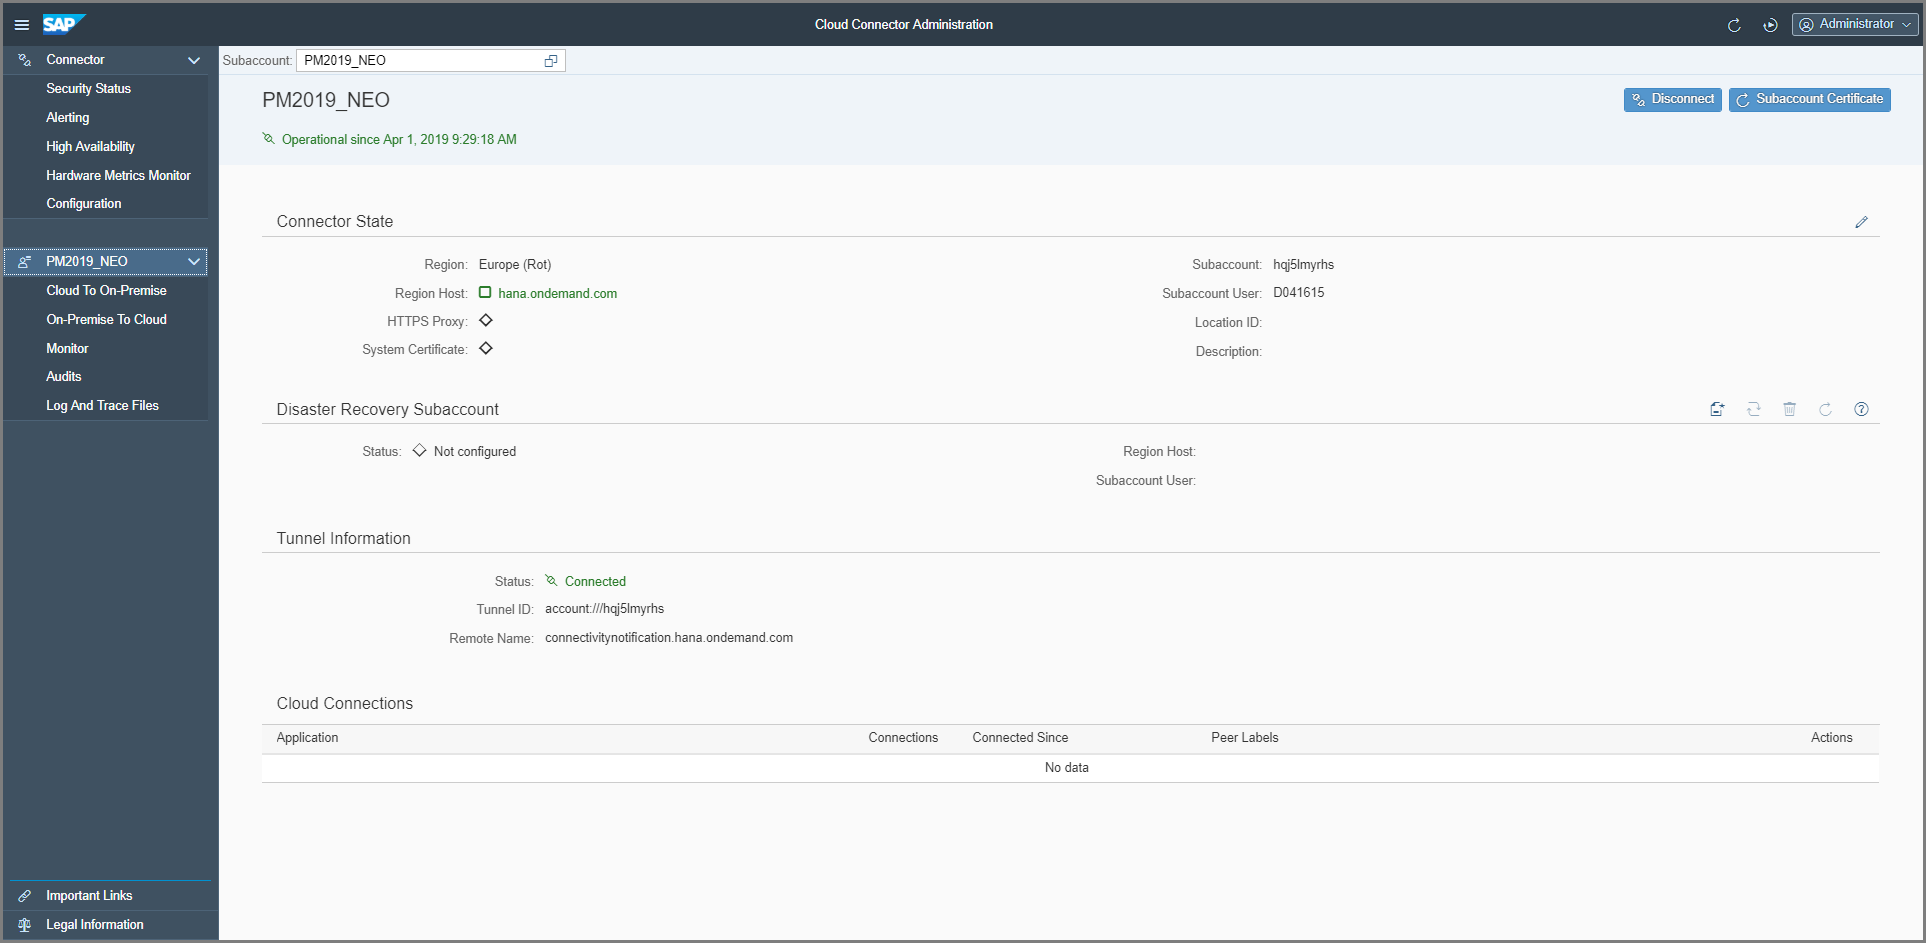 SAP
Cloud Connector Administration
Administrator
Connector
Security Status
Alerting
High Availability
Hardware Metrics Monitor
Configuration
PM2019_NEO
Cloud To On-Premise
On-Premise To Cloud
Monitor
Audits
Log And Trace Files
Important Links
Legal Information
Subaccount: PM2019_NEO
PM2019_NEO
Disconnect
Subaccount Certificate
Operational since Apr 1, 2019 9:29:18 AM
Connector State
Region: Europe (Rot)
Region Host: hana.ondemand.com
HTTPS Proxy:
System Certificate:
Subaccount: hqj5lmyrhs
Subaccount User: D041615
Location ID:
Description:
Disaster Recovery Subaccount
Status: Not configured
Region Host:
Subaccount User:
Tunnel Information
Status: Connected
Tunnel ID: account:///hqj5lmyrhs
Remote Name: connectivitynotification.hana.ondemand.com
Cloud Connections
Application Connections Connected Since Peer Labels Actions
No data